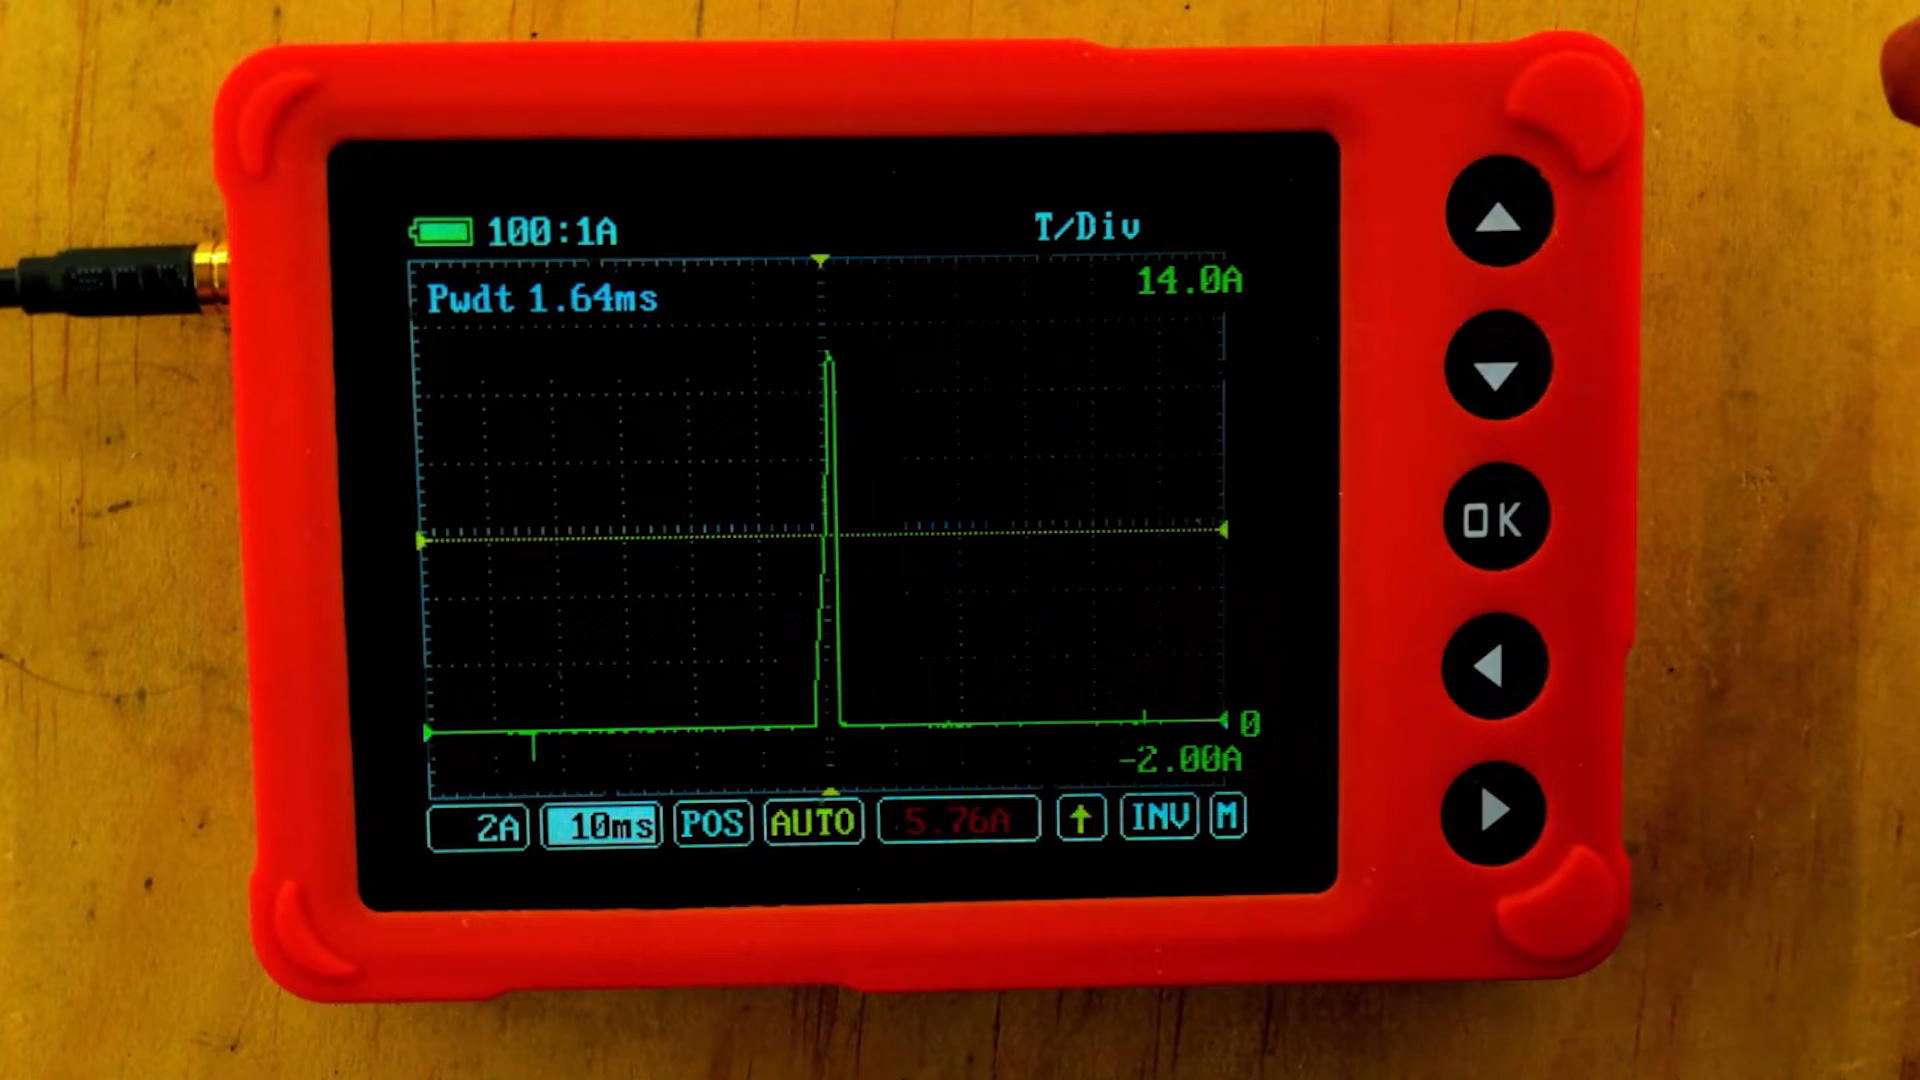 100:1A T/Div
14.0A
Pwdt 1.64ms
OK
0
-2.00A
2A 10ms POS AUTO 5.76A INV M